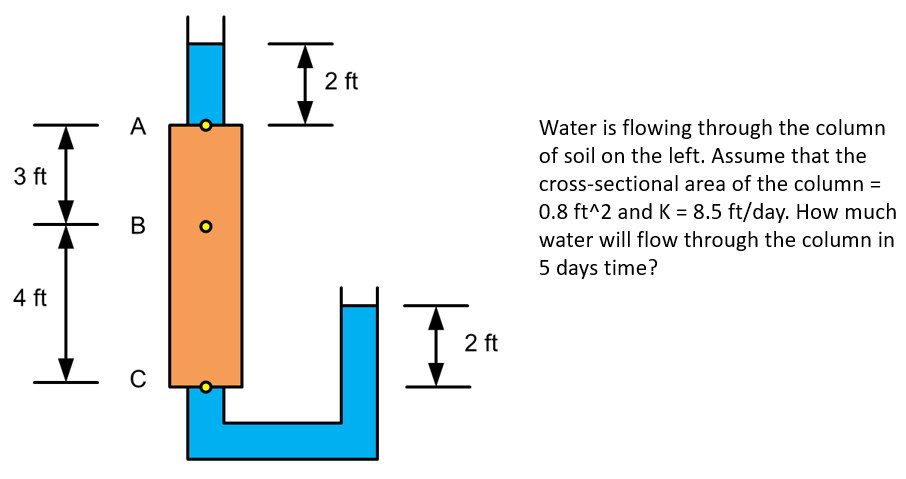 2 ft
A
3 ft
B
4 ft
C
2 ft
Water is flowing through the column
of soil on the left. Assume that the
cross-sectional area of the column =
0.8 ft^2 and K = 8.5 ft/day. How much
water will flow through the column in
5 days time?